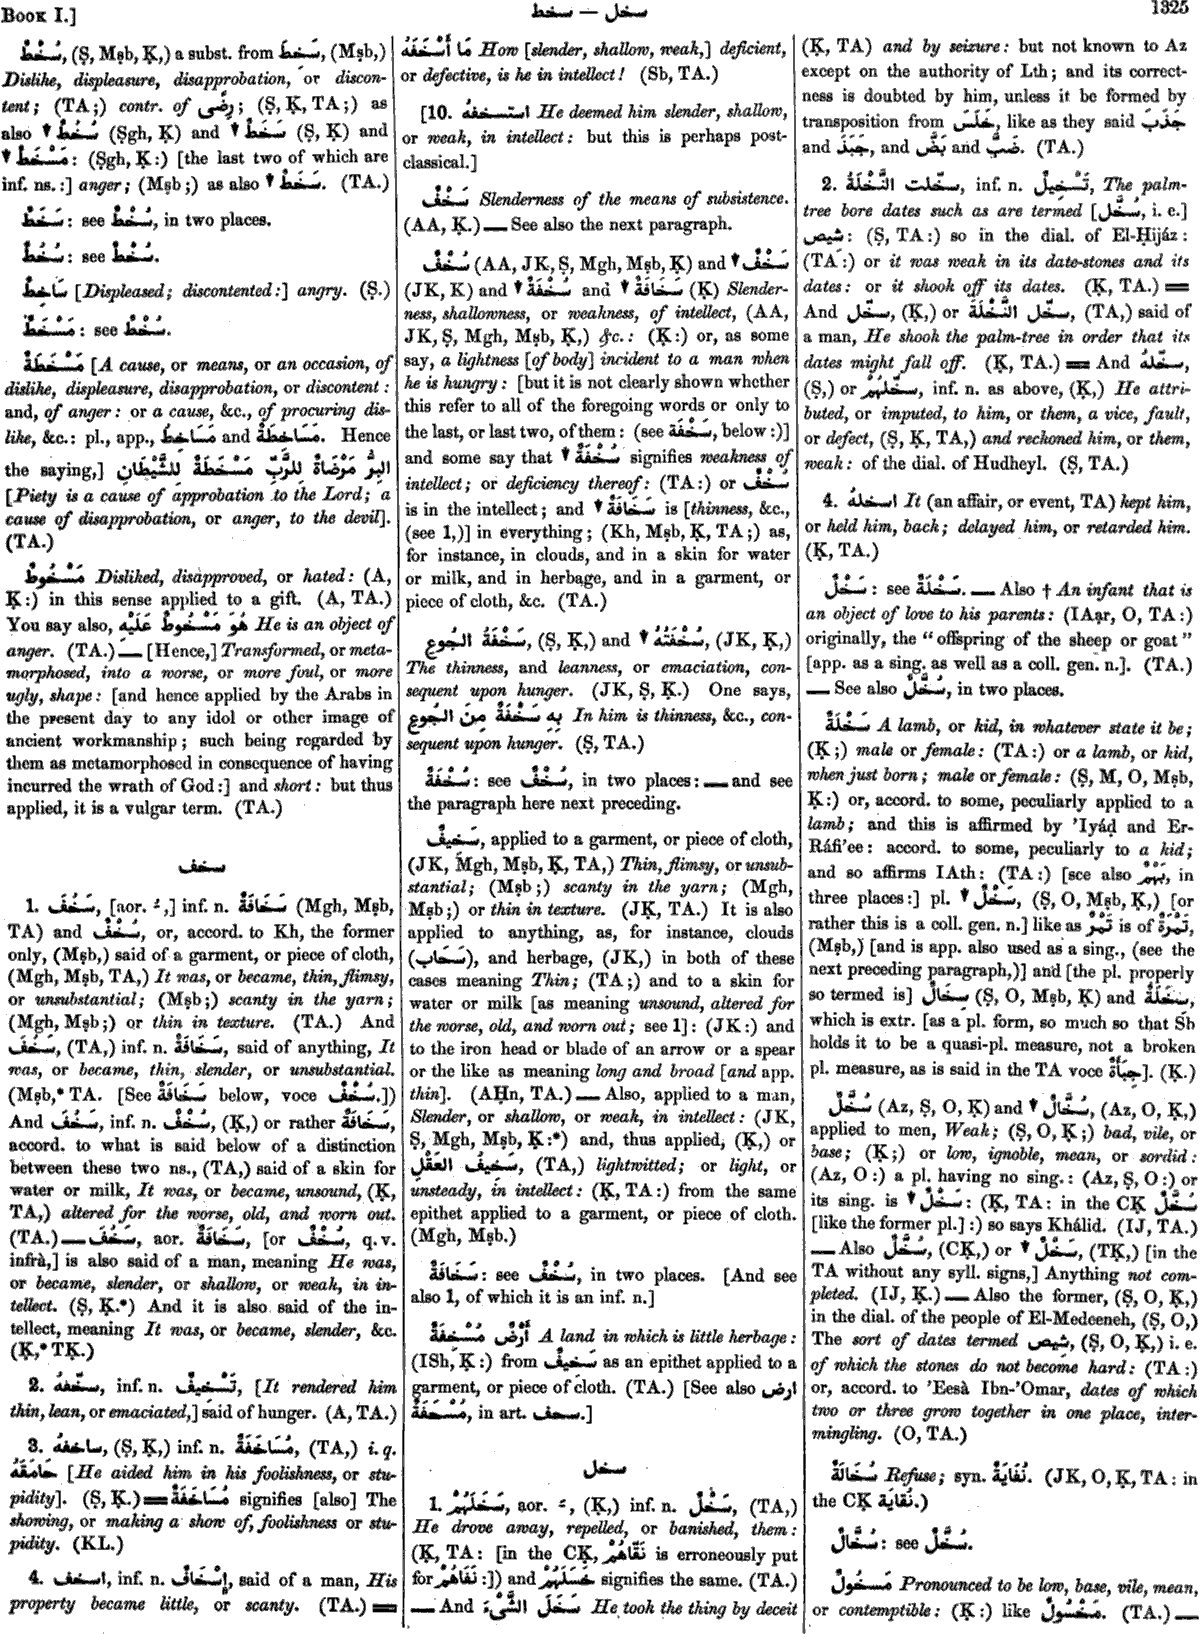 BOOK I.]
سخل — سخط
1325
سُخْطٌ, (Ṣ, Mṣb, Ḳ,) a subst. from سَخِطَ, (Mṣb,)
Dislike, displeasure, disapprobation, or discon-
tent; (TA;) contr. of رِضًى; (Ṣ, Ḳ, TA;) as
also ▼ سُخُطٌ (Ṣgh, Ḳ) and ▼ سَخَطٌ (Ṣ, Ḳ) and
▼ مَسْخَطٌ: (Ṣgh, Ḳ:) [the last two of which are
inf. ns.:] anger; (Mṣb;) as also ▼ سَخَطٌ. (TA.)
سَخَطٌ: see سُخْطٌ, in two places.
سُخُطٌ: see سُخْطٌ.
سَاخِطٌ [Displeased; discontented:] angry. (Ṣ.)
مَسْخَطٌ: see سُخْطٌ.
مَسْخَطَةٌ [A cause, or means, or an occasion, of
dislike, displeasure, disapprobation, or discontent:
and, of anger: or a cause, &c., of procuring dis-
like, &c.: pl., app., مَسَاخِطُ and مَسَاخِطَةٌ. Hence
the saying,] البِرُّ مَرْضَاةٌ لِلرَّبِّ مَسْخَطَةٌ لِلشَّيْطَانِ
[Piety is a cause of approbation to the Lord; a
cause of disapprobation, or anger, to the devil].
(TA.)
مَسْخُوطٌ Disliked, disapproved, or hated: (A,
Ḳ:) in this sense applied to a gift. (A, TA.)
You say also, هُوَ مَسْخُوطٌ عَلَيْهِ He is an object of
anger. (TA.) — [Hence,] Transformed, or meta-
morphosed, into a worse, or more foul, or more
ugly, shape: [and hence applied by the Arabs in
the present day to any idol or other image of
ancient workmanship; such being regarded by
them as metamorphosed in consequence of having
incurred the wrath of God:] and short: but thus
applied, it is a vulgar term. (TA.)
سخف
1. سَخُفَ, [aor. ـُ,] inf. n. سَخَافَةٌ (Mgh, Mṣb,
TA) and سُخْفٌ, or, accord. to Kh, the former
only, (Mṣb,) said of a garment, or piece of cloth,
(Mgh, Mṣb, TA,) It was, or became, thin, flimsy,
or unsubstantial; (Mṣb;) scanty in the yarn;
(Mgh, Mṣb;) or thin in texture. (TA.) And
سَخُفَ, (TA,) inf. n. سَخَافَةٌ, said of anything, It
was, or became, thin, slender, or unsubstantial.
(Mṣb,* TA. [See سَخَافَةٌ below, voce سُخْفٌ.])
And سَخُفَ, inf. n. سُخْفٌ, (Ḳ,) or rather سَخَافَةٌ,
accord. to what is said below of a distinction
between these two ns., (TA,) said of a skin for
water or milk, It was, or became, unsound, (Ḳ,
TA,) altered for the worse, old, and worn out.
(TA.) — سَخُفَ, aor. سَخَافَةٌ, [or سُخْفٌ, q. v.
infrà,] is also said of a man, meaning He was,
or became, slender, or shallow, or weak, in in-
tellect. (Ṣ, Ḳ.*) And it is also said of the in-
tellect, meaning It was, or became, slender, &c.
(Ḳ,* TḲ.)
2. سخّفهُ, inf. n. تَسْخِيفٌ, [It rendered him
thin, lean, or emaciated,] said of hunger. (A, TA.)
3. ساخفهُ, (Ṣ, Ḳ,) inf. n. مُسَاخَفَةٌ, (TA,) i. q.
حَامَقَهُ [He aided him in his foolishness, or stu-
pidity]. (Ṣ, Ḳ.) ══ مُسَاخَفَةٌ signifies [also] The
showing, or making a show of, foolishness or stu-
pidity. (KL.)
4. اسخف, inf. n. إِسْخَافٌ, said of a man, His
property became little, or scanty. (TA.) ══
مَا أَسْخَفَهُ How [slender, shallow, weak,] deficient,
or defective, is he in intellect! (Sb, TA.)
[10. استسخفهُ He deemed him slender, shallow,
or weak, in intellect: but this is perhaps post-
classical.]
سَخْفٌ Slenderness of the means of subsistence.
(AA, Ḳ.) — See also the next paragraph.
سُخْفٌ (AA, JK, Ṣ, Mgh, Mṣb, Ḳ) and ▼ سَخْفٌ
(JK, K) and ▼ سُخْفَةٌ and ▼ سَخَافَةٌ (Ḳ) Slender-
ness, shallowness, or weakness, of intellect, (AA,
JK, Ṣ, Mgh, Mṣb, Ḳ,) &c.: (Ḳ:) or, as some
say, a lightness [of body] incident to a man when
he is hungry: [but it is not clearly shown whether
this refer to all of the foregoing words or only to
the last, or last two, of them: (see سَخْفَة, below:)]
and some say that ▼ سُخْفَةٌ signifies weakness of
intellect; or deficiency thereof: (TA:) or سُخْفٌ
is in the intellect; and ▼ سَخَافَةٌ is [thinness, &c.,
(see 1,)] in everything; (Kh, Mṣb, Ḳ, TA;) as,
for instance, in clouds, and in a skin for water
or milk, and in herbage, and in a garment, or
piece of cloth, &c. (TA.)
سَخْفَةُ الجُوعِ, (Ṣ, Ḳ,) and ▼ سُخْفَتُهُ, (JK, Ḳ,)
The thinness, and leanness, or emaciation, con-
sequent upon hunger. (JK, Ṣ, Ḳ.) One says,
بِهِ سَخْفَةٌ مِنَ الجُوعِ In him is thinness, &c., con-
sequent upon hunger. (Ṣ, TA.)
سُخْفَةٌ: see سُخْفٌ, in two places: — and see
the paragraph here next preceding.
سَخِيفٌ, applied to a garment, or piece of cloth,
(JK, Mgh, Mṣb, Ḳ, TA,) Thin, flimsy, or unsub-
stantial; (Mṣb;) scanty in the yarn; (Mgh,
Mṣb;) or thin in texture. (JḲ, TA.) It is also
applied to anything, as, for instance, clouds
(سَحَاب), and herbage, (JK,) in both of these
cases meaning Thin; (TA;) and to a skin for
water or milk [as meaning unsound, altered for
the worse, old, and worn out; see 1]: (JK:) and
to the iron head or blade of an arrow or a spear
or the like as meaning long and broad [and app.
thin]. (AḤn, TA.) — Also, applied to a man,
Slender, or shallow, or weak, in intellect: (JK,
Ṣ, Mgh, Mṣb, Ḳ:*) and, thus applied, (Ḳ,) or
سَخِيفُ العَقْلِ, (TA,) lightwitted; or light, or
unsteady, in intellect: (Ḳ, TA:) from the same
epithet applied to a garment, or piece of cloth.
(Mgh, Mṣb.)
سَخَافَةٌ: see سُخْفٌ, in two places. [And see
also 1, of which it is an inf. n.]
أَرْضٌ مُسْخِفَةٌ A land in which is little herbage:
(ISh, Ḳ:) from سَخِيفٌ as an epithet applied to a
garment, or piece of cloth. (TA.) [See also ارض
مُسْحَفَةٌ, in art. سحف.]
سخل
1. سَخَلَهُمْ, aor. ـَ, (Ḳ,) inf. n. سَخْلٌ, (TA,)
He drove away, repelled, or banished, them:
(Ḳ, TA: [in the CḲ, نَقَّاهُمْ is erroneously put
for نَفَاهُمْ:]) and خَسَلَهُمْ signifies the same. (TA.)
— And سَخَلَ الشَّىْءَ He took the thing by deceit
(Ḳ, TA) and by seizure: but not known to Az
except on the authority of Lth; and its correct-
ness is doubted by him, unless it be formed by
transposition from خَلَسَ, like as they said جَذَبَ
and جَبَذَ, and بَضَّ and ضَبَّ. (TA.)
2. سخّلت النَّخْلَةُ, inf. n. تَسْخِيلٌ, The palm-
tree bore dates such as are termed [سُخَّل, i. e.]
شِيص: (Ṣ, TA:) so in the dial. of El-Ḥijáz:
(TA:) or it was weak in its date-stones and its
dates: or it shook off its dates. (Ḳ, TA.) ══
And سخّل, (Ḳ,) or سخّل النَّخْلَةَ, (TA,) said of
a man, He shook the palm-tree in order that its
dates might fall off. (Ḳ, TA.) ══ And سخّلهُ,
(Ṣ,) or سخّلهُمْ, inf. n. as above, (Ḳ,) He attri-
buted, or imputed, to him, or them, a vice, fault,
or defect, (Ṣ, Ḳ, TA,) and reckoned him, or them,
weak: of the dial. of Hudheyl. (Ṣ, TA.)
4. اسخلهُ It (an affair, or event, TA) kept him,
or held him, back; delayed him, or retarded him.
(Ḳ, TA.)
سَخْلٌ: see سَخْلَةٌ. — Also † An infant that is
an object of love to his parents: (IAạr, O, TA:)
originally, the “offspring of the sheep or goat”
[app. as a sing. as well as a coll. gen. n.]. (TA.)
— See also سُخَّلٌ, in two places.
سَخْلَةٌ A lamb, or kid, in whatever state it be;
(Ḳ;) male or female: (TA:) or a lamb, or kid,
when just born; male or female: (Ṣ, M, O, Mṣb,
Ḳ:) or, accord. to some, peculiarly applied to a
lamb; and this is affirmed by ’Iyáḍ and Er-
Ráfi’ee: accord. to some, peculiarly to a kid;
and so affirms IAth: (TA:) [see also بَهْمٌ, in
three places:] pl. ▼ سَخْلٌ, (Ṣ, O, Mṣb, Ḳ,) [or
rather this is a coll. gen. n.] like as تَمْرٌ is of تَمْرَةٌ,
(Mṣb,) [and is app. also used as a sing., (see the
next preceding paragraph,)] and [the pl. properly
so termed is] سِخَالٌ (Ṣ, O, Mṣb, Ḳ) and سِخَلَةٌ,
which is extr. [as a pl. form, so much so that Sb
holds it to be a quasi-pl. measure, not a broken
pl. measure, as is said in the TA voce جِبَأَةٌ]. (Ḳ.)
سُخَّلٌ (Az, Ṣ, O, Ḳ) and ▼ سُخَّالٌ, (Az, O, Ḳ,)
applied to men, Weak; (Ṣ, O, Ḳ;) bad, vile, or
base; (Ḳ;) or low, ignoble, mean, or sordid:
(Az, O:) a pl. having no sing.: (Az, Ṣ, O:) or
its sing. is ▼ سَخْلٌ: (Ḳ, TA: in the CḲ سُخَّلٌ
[like the former pl.]:) so says Khálid. (IJ, TA.)
— Also سُخَّلٌ, (CḲ,) or ▼ سَخْلٌ, (TḲ,) [in the
TA without any syll. signs,] Anything not com-
pleted. (IJ, Ḳ.) — Also the former, (Ṣ, O, Ḳ,)
in the dial. of the people of El-Medeeneh, (Ṣ, O,)
The sort of dates termed شِيص, (Ṣ, O, Ḳ,) i. e.
of which the stones do not become hard: (TA:)
or, accord. to ’Eesà Ibn-’Omar, dates of which
two or three grow together in one place, inter-
mingling. (O, TA.)
سُخَالَةٌ Refuse; syn. نُفَايَةٌ. (JK, O, Ḳ, TA: in
the CḲ نُقَايَة.)
سُخَّالٌ: see سُخَّلٌ.
مَسْخُولٌ Pronounced to be low, base, vile, mean,
or contemptible: (Ḳ:) like مَخْسُولٌ. (TA.) —